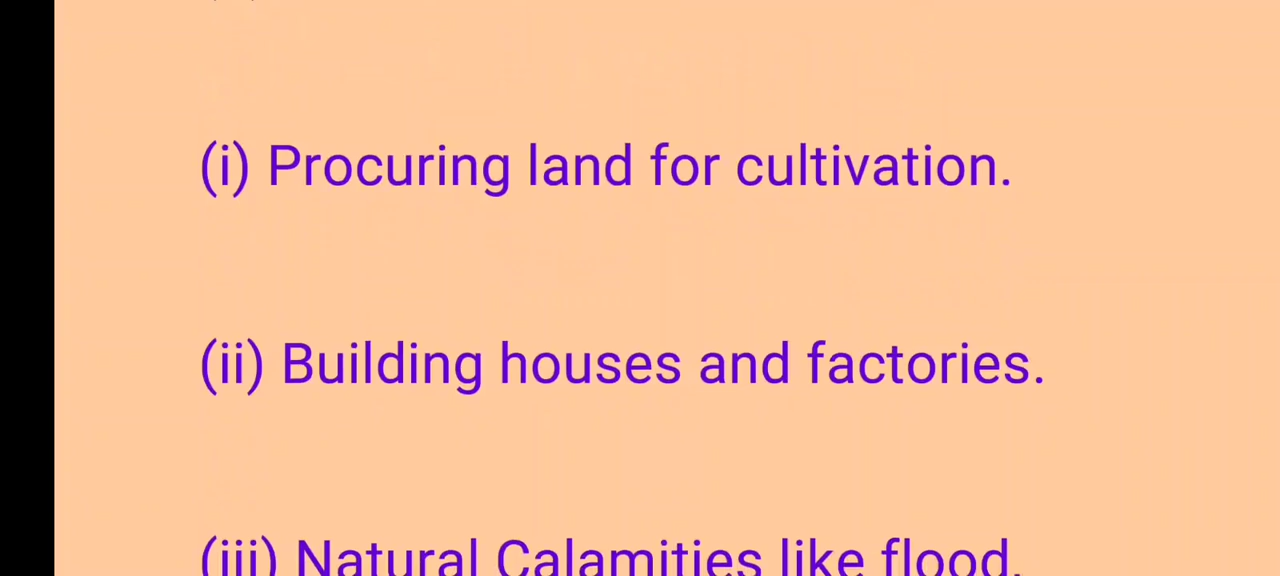 (i) Procuring land for cultivation.
(ii) Building houses and factories.
(iii) Natural Calamities like flood,